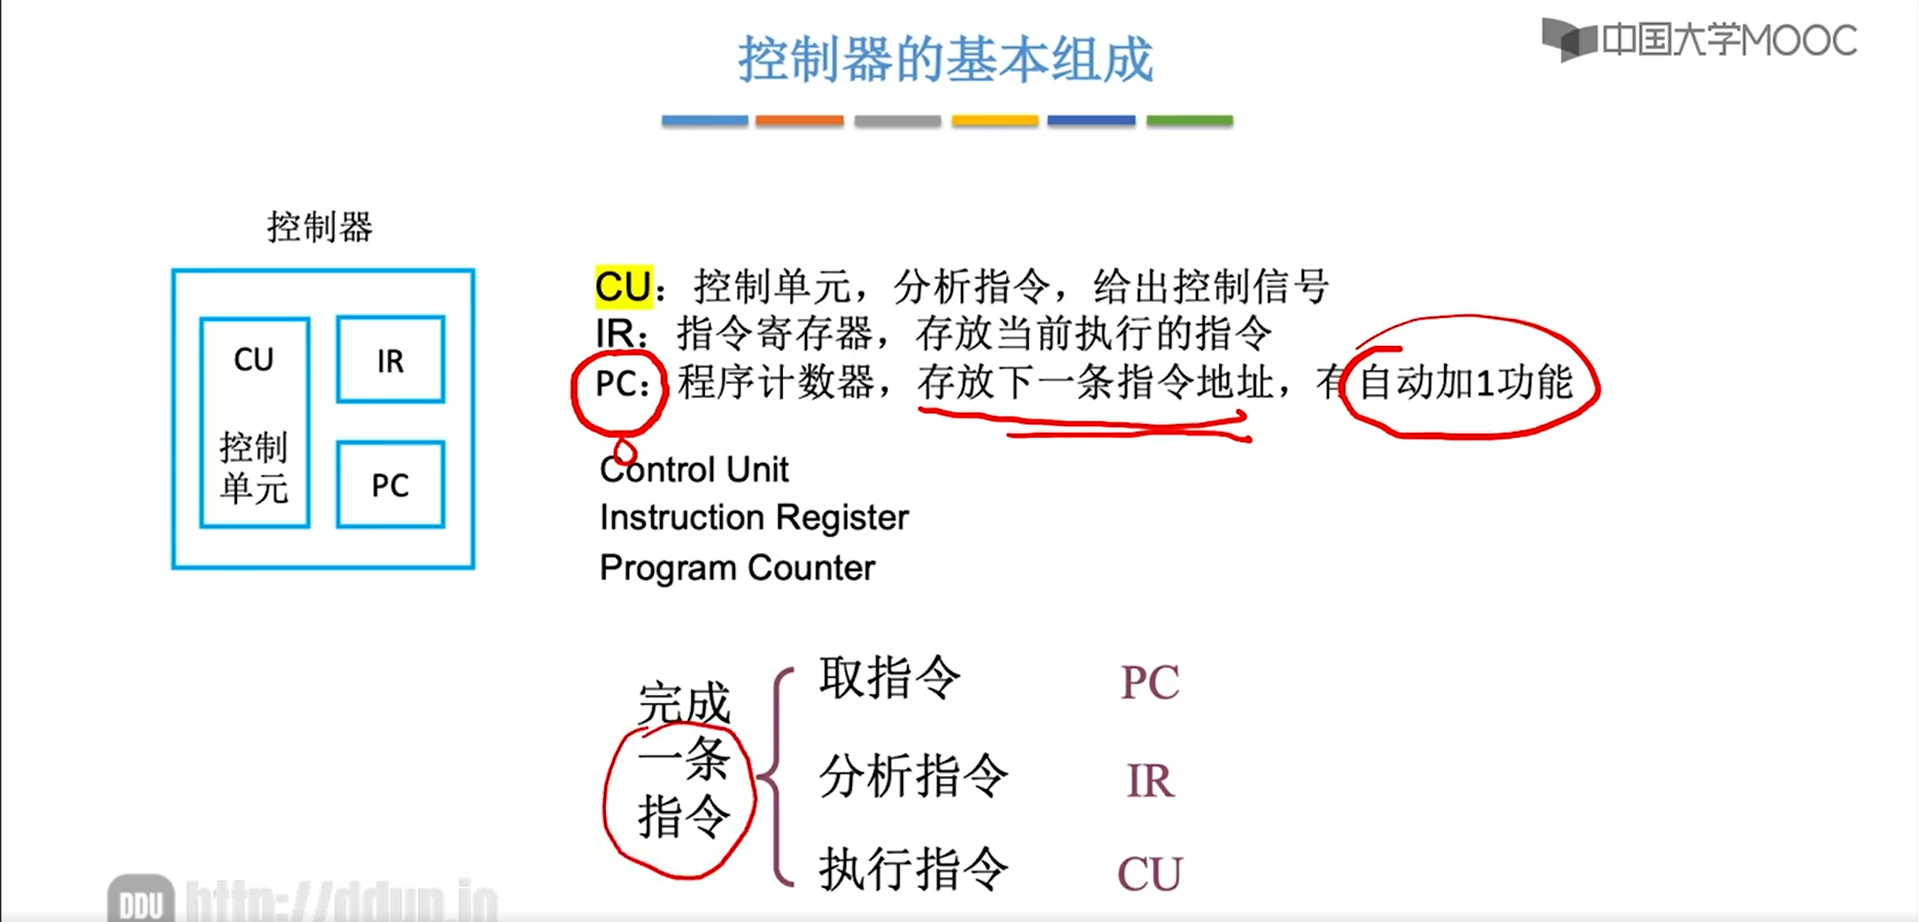 控制器的基本组成
中国大学MOOC
控制器
CU
控制
单元
IR
PC
CU：控制单元，分析指令，给出控制信号
IR：指令寄存器，存放当前执行的指令
PC：程序计数器，存放下一条指令地址，有自动加1功能
Control Unit
Instruction Register
Program Counter
完成
一条
指令
取指令 PC
分析指令 IR
执行指令 CU
DDU